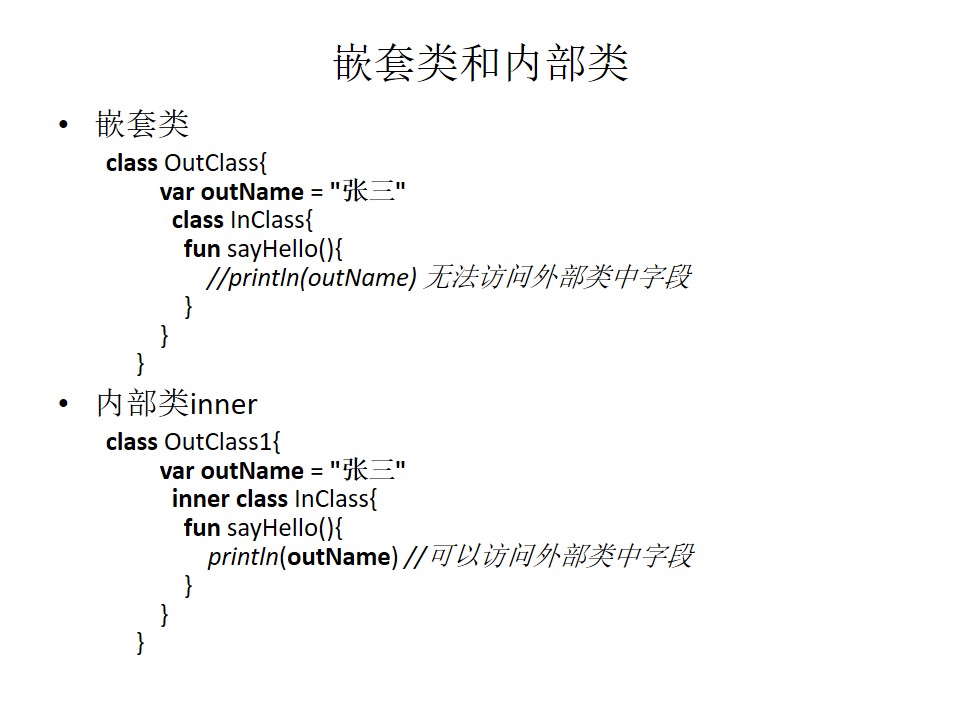 嵌套类和内部类
• 嵌套类
class OutClass{
var outName = "张三"
class InClass{
fun sayHello(){
//println(outName) 无法访问外部类中字段
}
}
}
• 内部类inner
class OutClass1{
var outName = "张三"
inner class InClass{
fun sayHello(){
println(outName) //可以访问外部类中字段
}
}
}